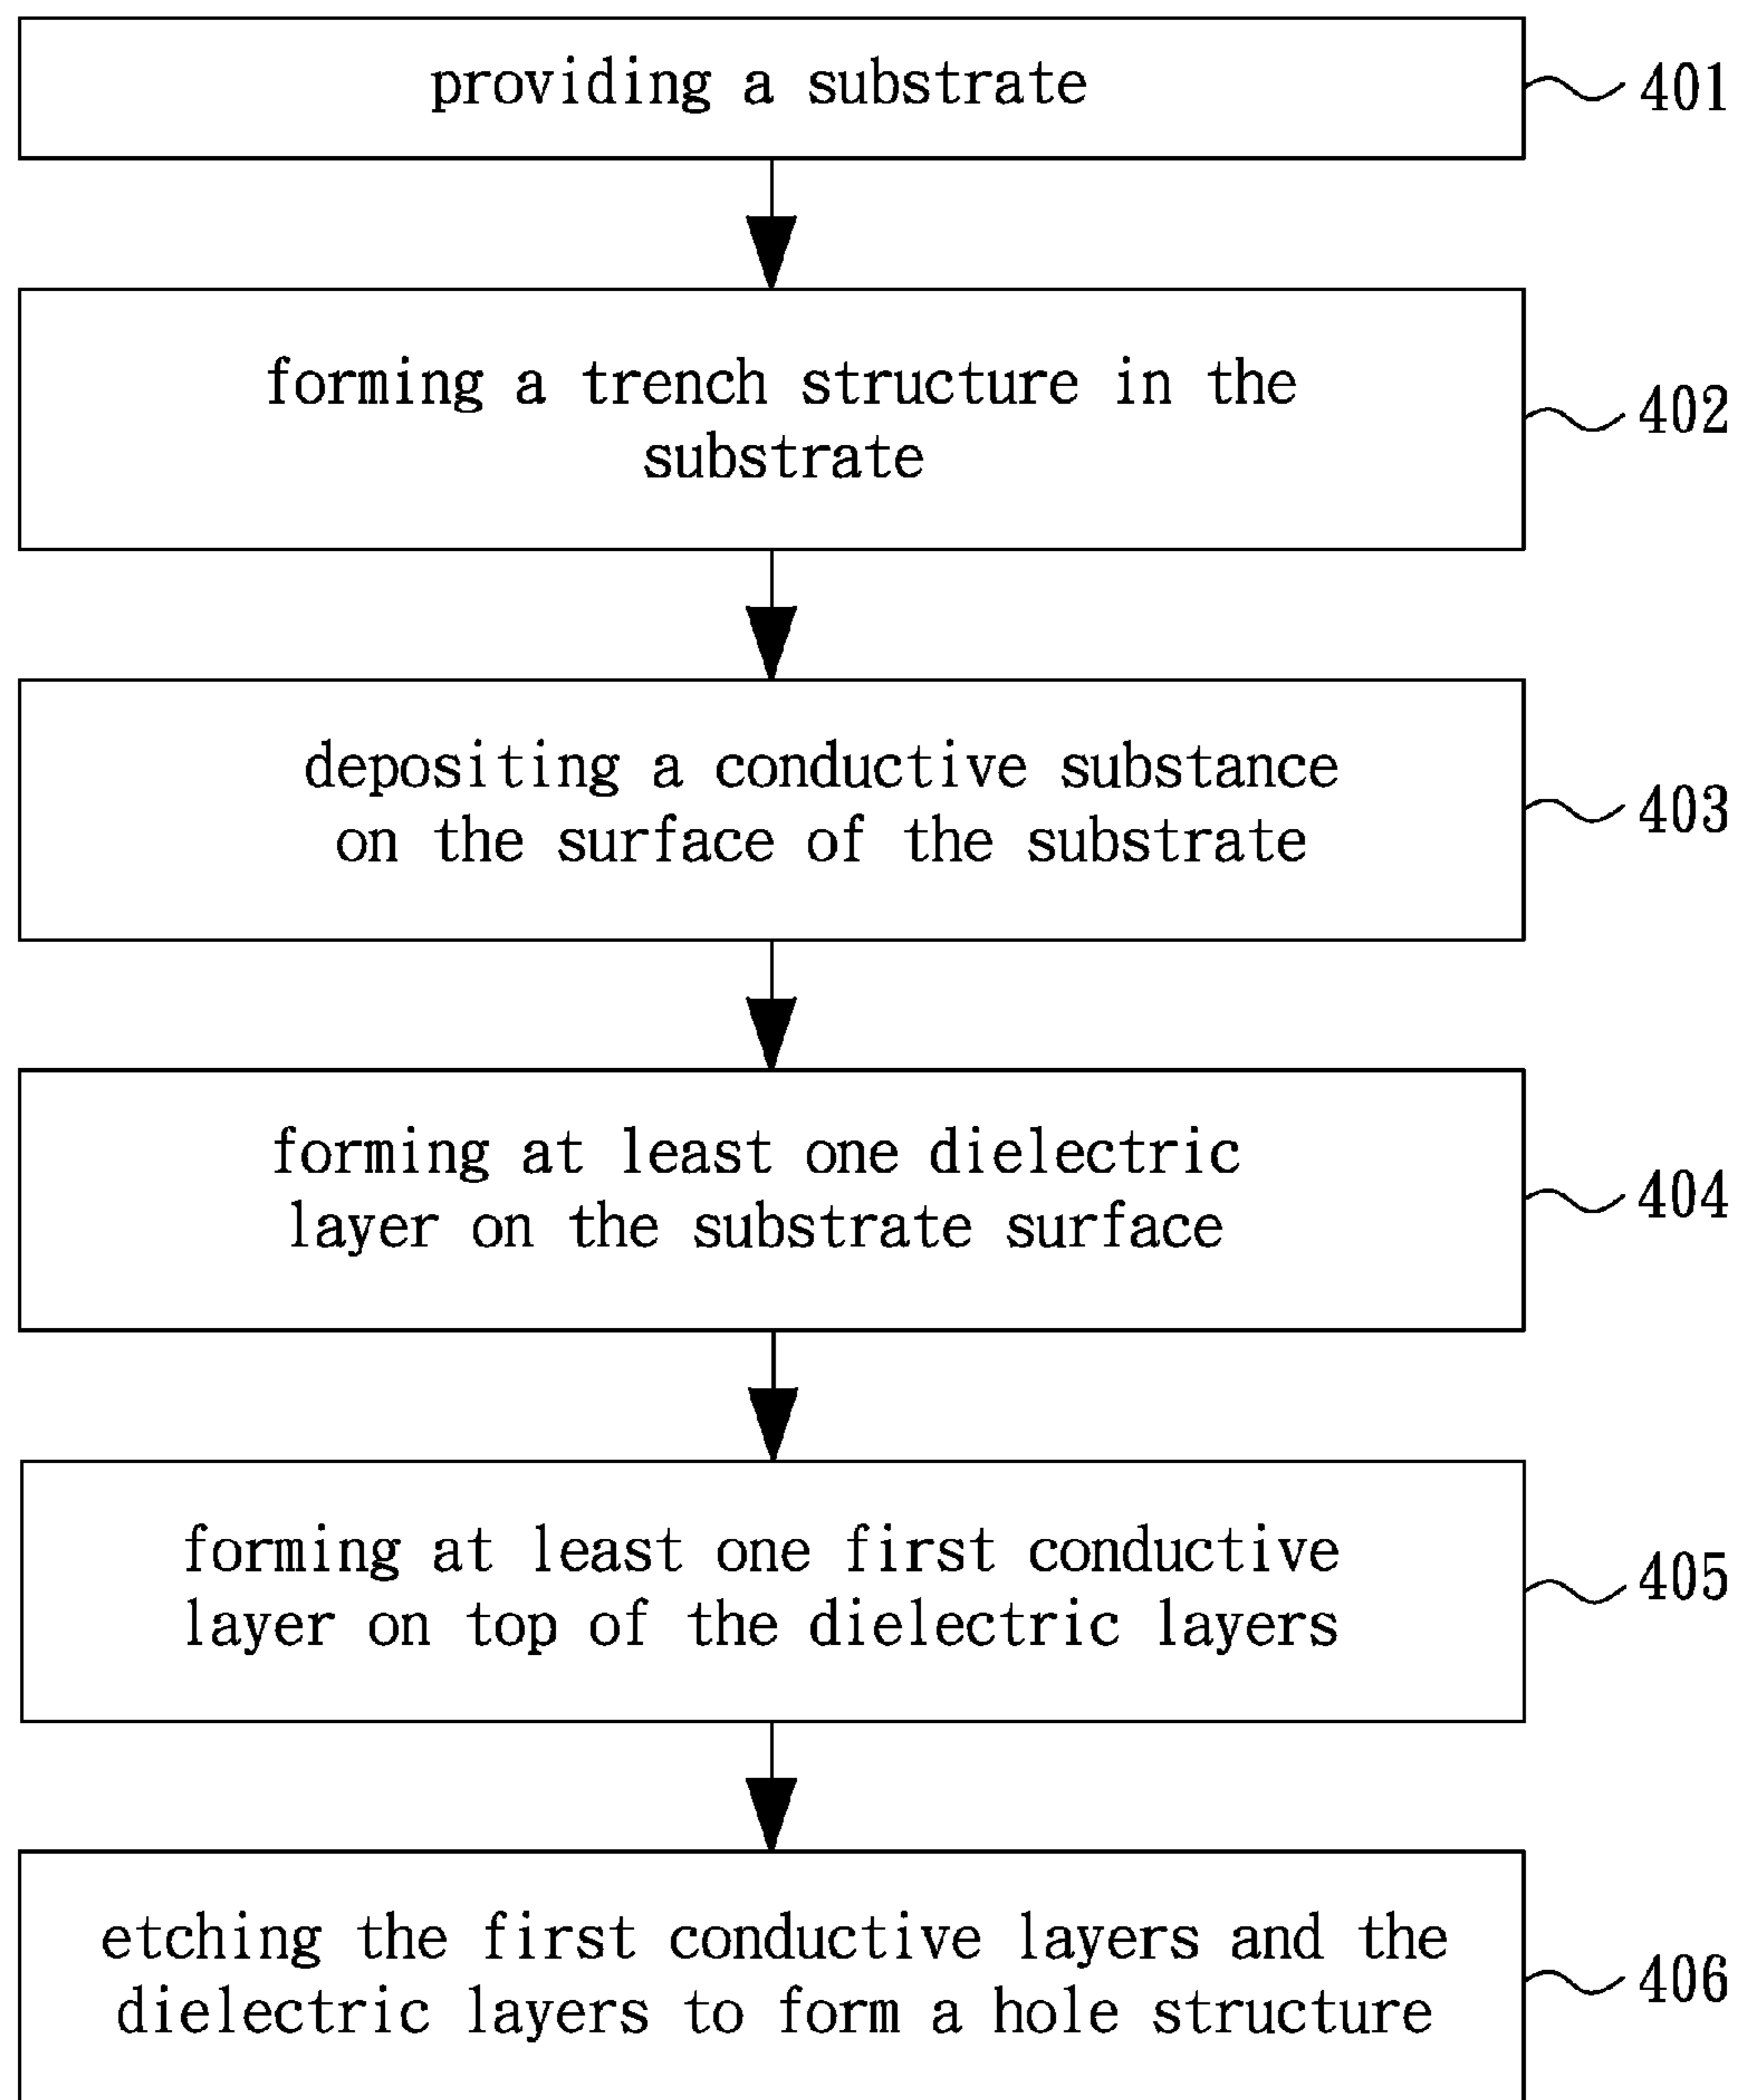 providing a substrate
401
forming a trench structure in the
substrate
402
depositing a conductive substance
on the surface of the substrate
403
forming at least one dielectric
layer on the substrate surface
404
forming at least one first conductive
layer on top of the dielectric layers
405
etching the first conductive layers and the
dielectric layers to form a hole structure
406